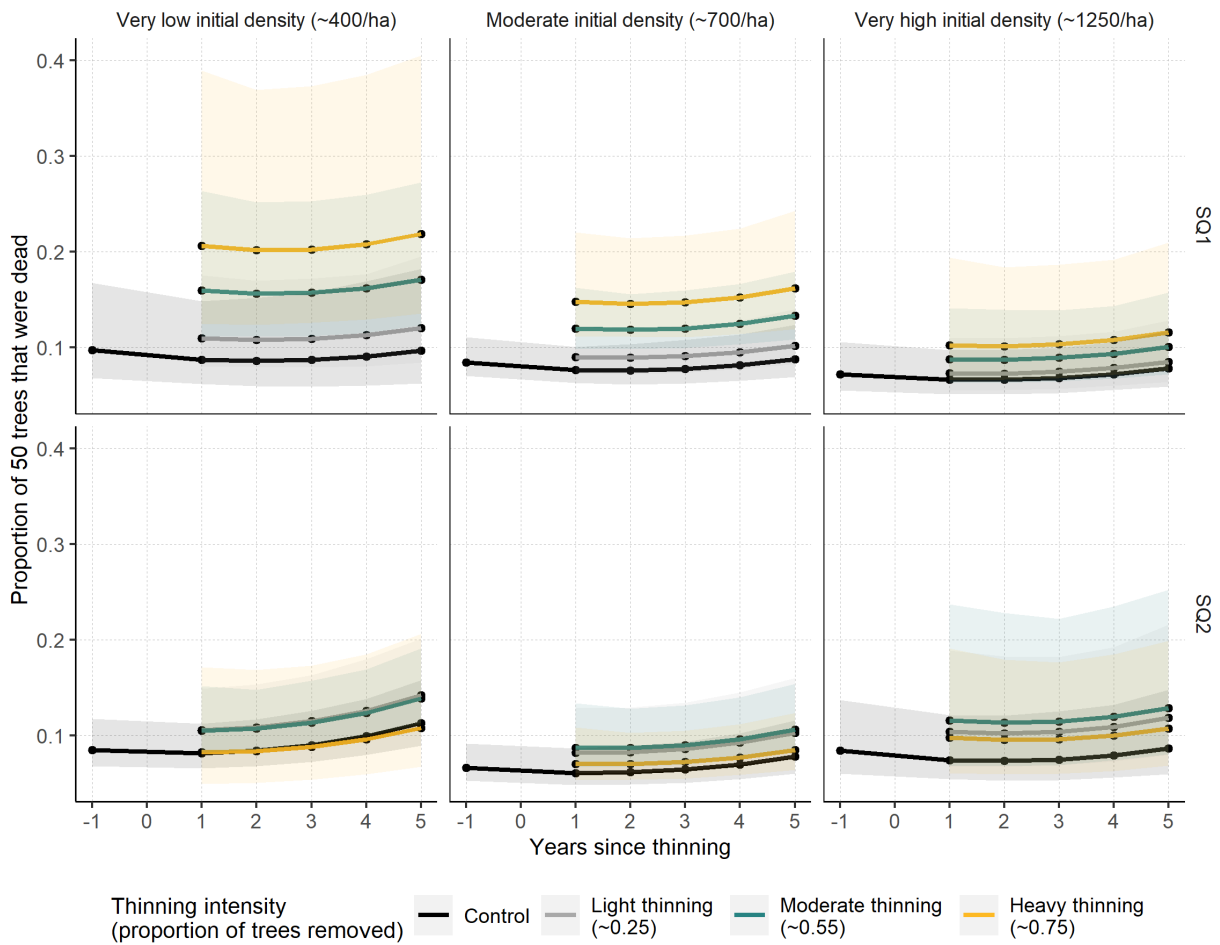 Very low initial density (~400/ha)
Moderate initial density (~700/ha)
Very high initial density (~1250/ha)
0.4
0.3
0.2
0.1
SQ1
0.4
0.3
0.2
0.1
SQ2
Proportion of 50 trees that were dead
-1 0 1 2 3 4 5
-1 0 1 2 3 4 5
-1 0 1 2 3 4 5
Years since thinning
Thinning intensity
(proportion of trees removed)
Control
Light thinning
(~0.25)
Moderate thinning
(~0.55)
Heavy thinning
(~0.75)